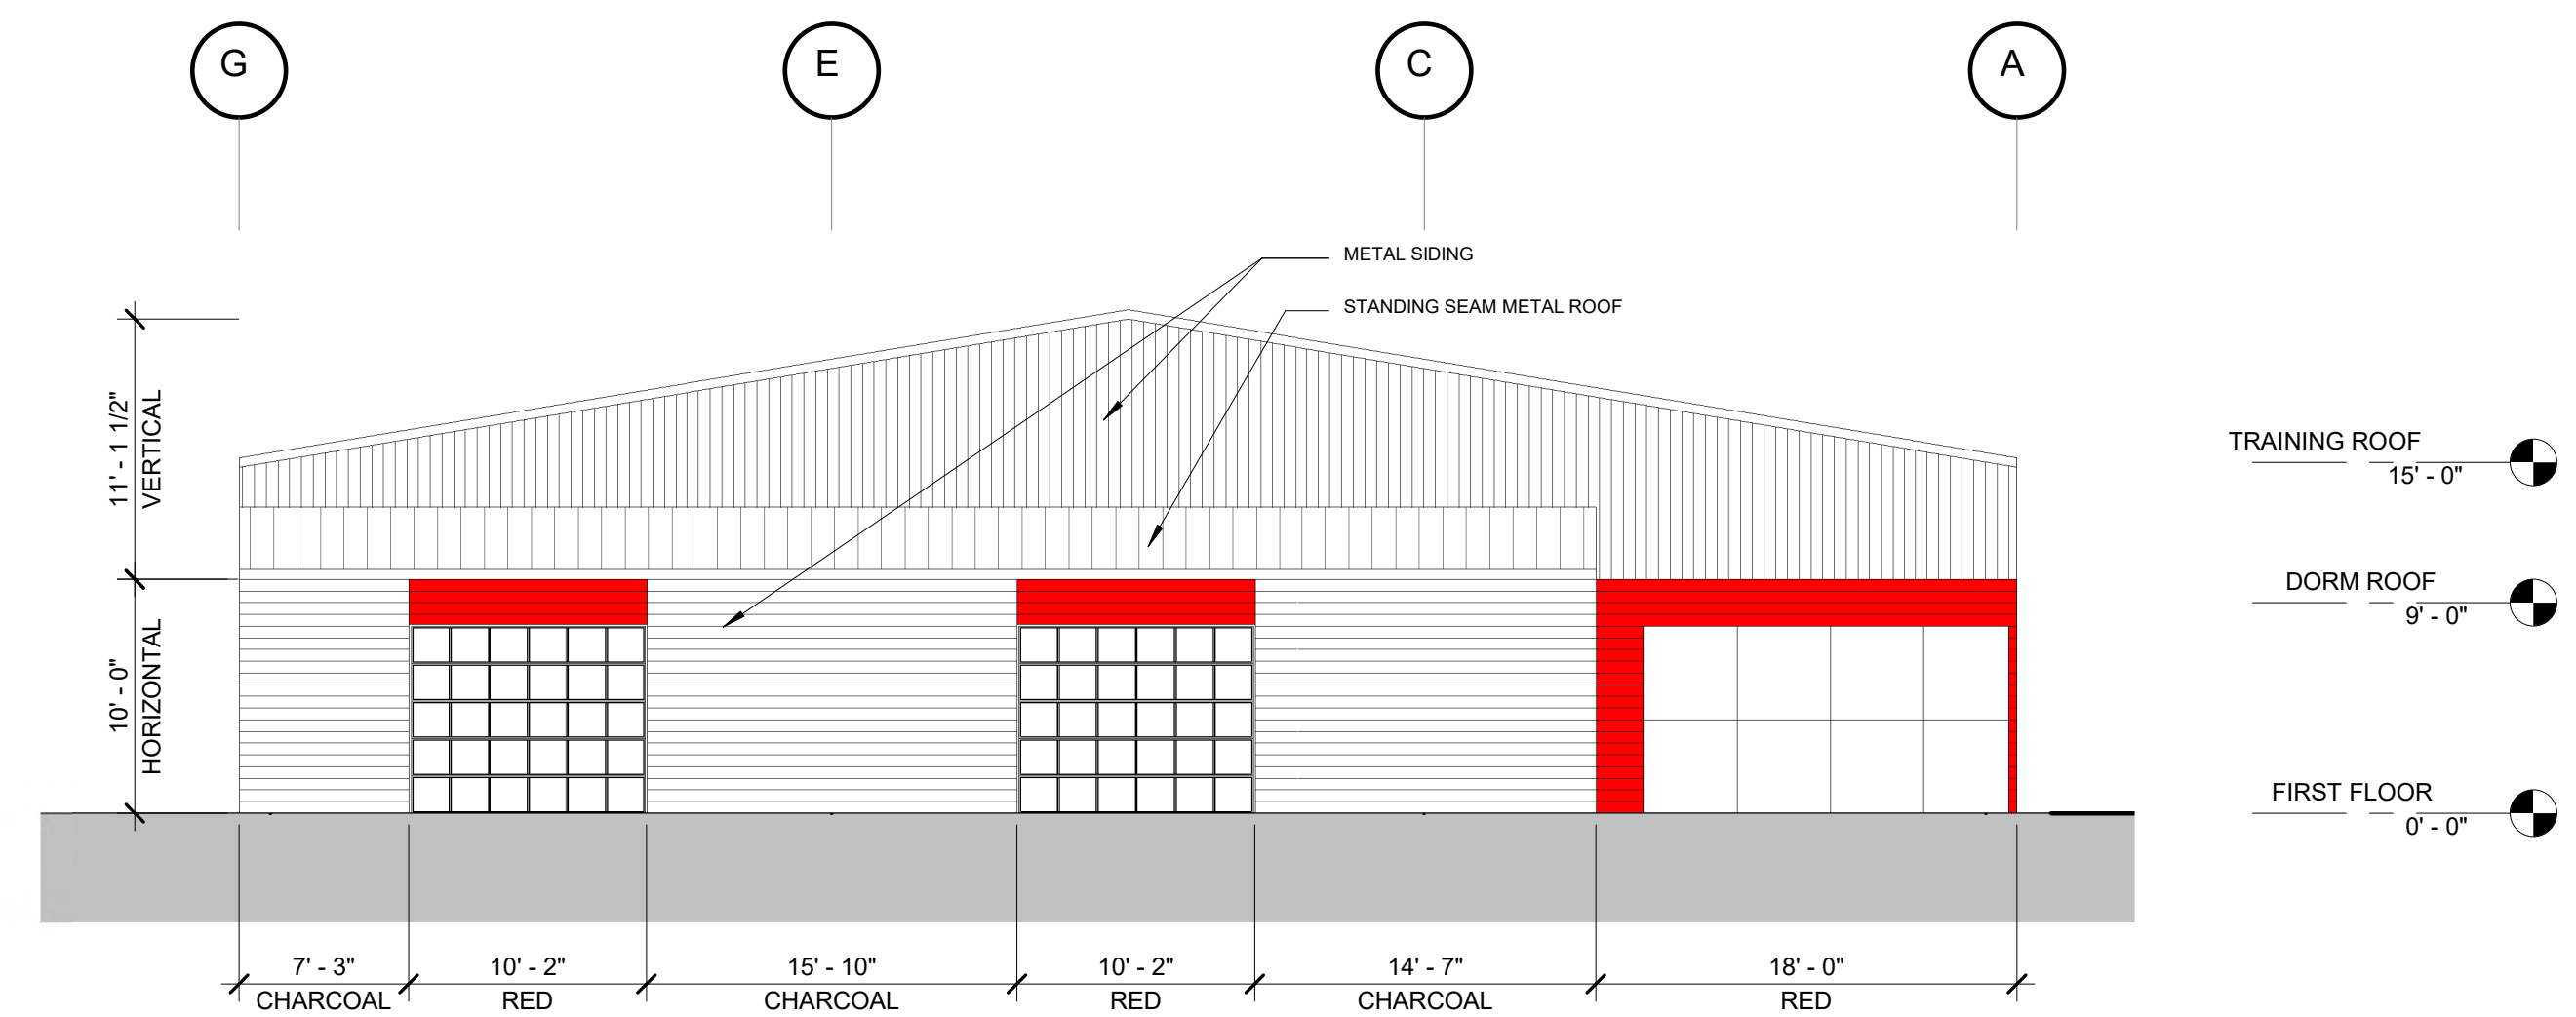 G
E
C
A
METAL SIDING
STANDING SEAM METAL ROOF
11' - 1 1/2"
VERTICAL
10' - 0"
HORIZONTAL
TRAINING ROOF
15' - 0"
DORM ROOF
9' - 0"
FIRST FLOOR
0' - 0"
7' - 3"
CHARCOAL
10' - 2"
RED
15' - 10"
CHARCOAL
10' - 2"
RED
14' - 7"
CHARCOAL
18' - 0"
RED